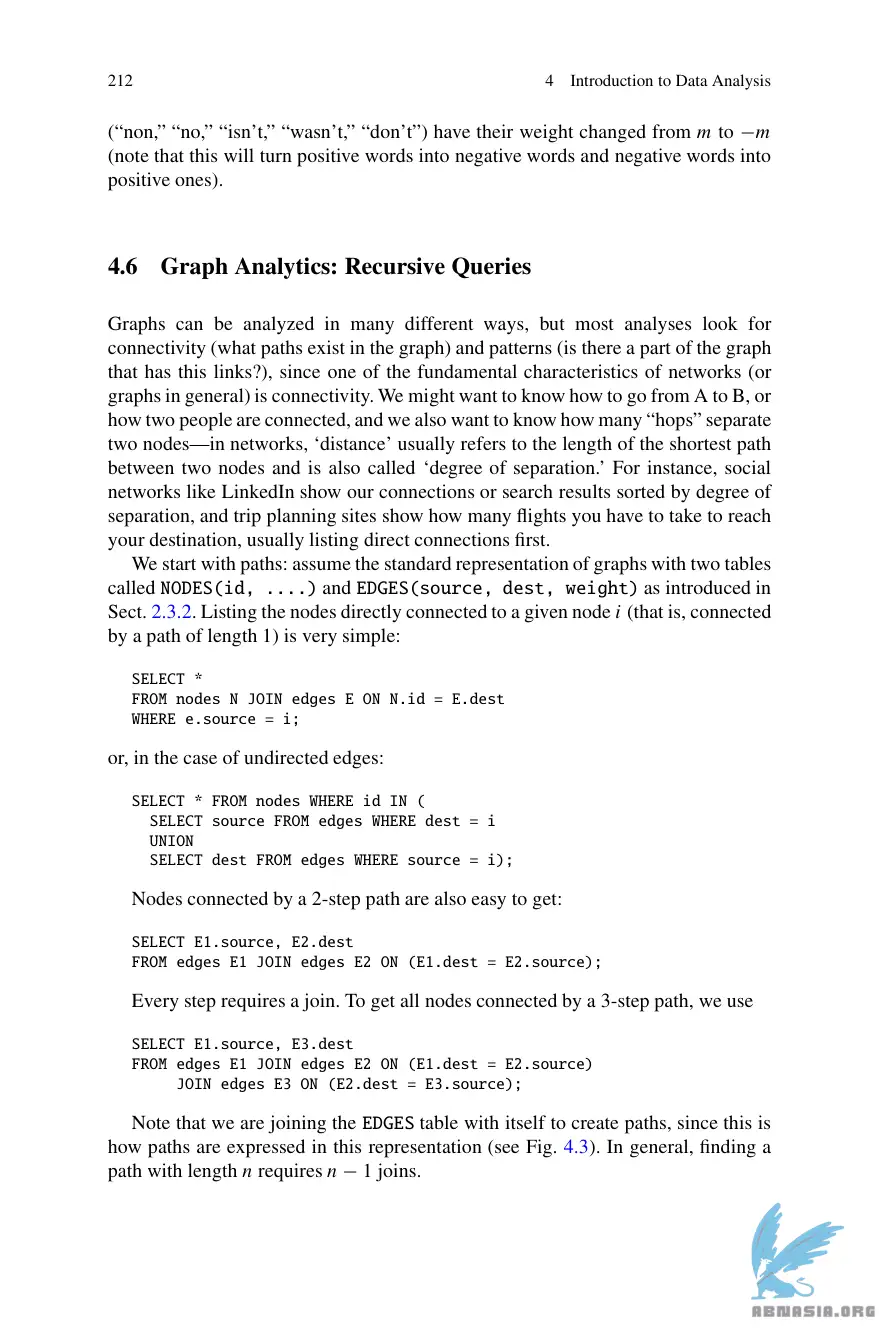 212
4 Introduction to Data Analysis
(“non,” “no,” “isn’t,” “wasn’t,” “don’t”) have their weight changed from m to −m
(note that this will turn positive words into negative words and negative words into
positive ones).
4.6 Graph Analytics: Recursive Queries
Graphs can be analyzed in many different ways, but most analyses look for
connectivity (what paths exist in the graph) and patterns (is there a part of the graph
that has this links?), since one of the fundamental characteristics of networks (or
graphs in general) is connectivity. We might want to know how to go from A to B, or
how two people are connected, and we also want to know how many “hops” separate
two nodes—in networks, ‘distance’ usually refers to the length of the shortest path
between two nodes and is also called ‘degree of separation.’ For instance, social
networks like LinkedIn show our connections or search results sorted by degree of
separation, and trip planning sites show how many flights you have to take to reach
your destination, usually listing direct connections first.
We start with paths: assume the standard representation of graphs with two tables
called NODES(id, ....) and EDGES(source, dest, weight) as introduced in
Sect. 2.3.2. Listing the nodes directly connected to a given node i (that is, connected
by a path of length 1) is very simple:
SELECT *
FROM nodes N JOIN edges E ON N.id = E.dest
WHERE e.source = i;
or, in the case of undirected edges:
SELECT * FROM nodes WHERE id IN (
SELECT source FROM edges WHERE dest = i
UNION
SELECT dest FROM edges WHERE source = i);
Nodes connected by a 2-step path are also easy to get:
SELECT E1.source, E2.dest
FROM edges E1 JOIN edges E2 ON (E1.dest = E2.source);
Every step requires a join. To get all nodes connected by a 3-step path, we use
SELECT E1.source, E3.dest
FROM edges E1 JOIN edges E2 ON (E1.dest = E2.source)
JOIN edges E3 ON (E2.dest = E3.source);
Note that we are joining the EDGES table with itself to create paths, since this is
how paths are expressed in this representation (see Fig. 4.3). In general, finding a
path with length n requires n − 1 joins.
ABNASIA.ORG